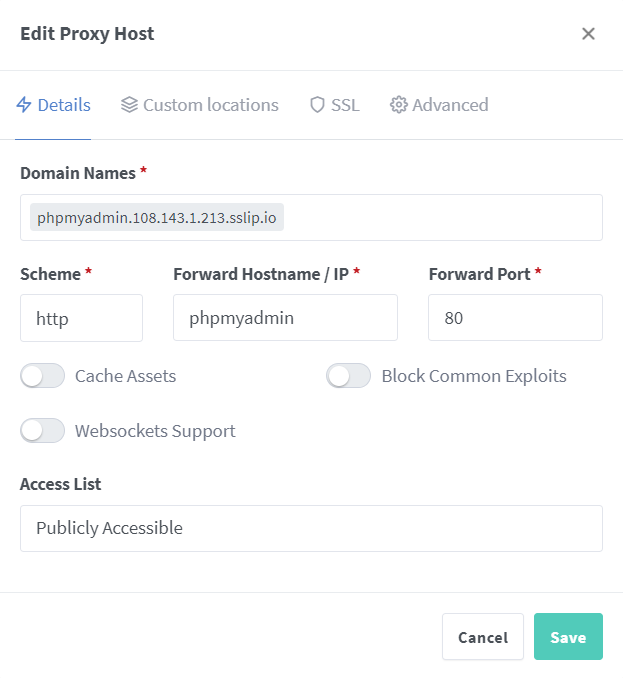 Edit Proxy Host
Details Custom locations SSL Advanced
Domain Names *
phpmyadmin.108.143.1.213.sslip.io
Scheme * Forward Hostname / IP * Forward Port *
http phpmyadmin 80
Cache Assets Block Common Exploits
Websockets Support
Access List
Publicly Accessible
Cancel Save